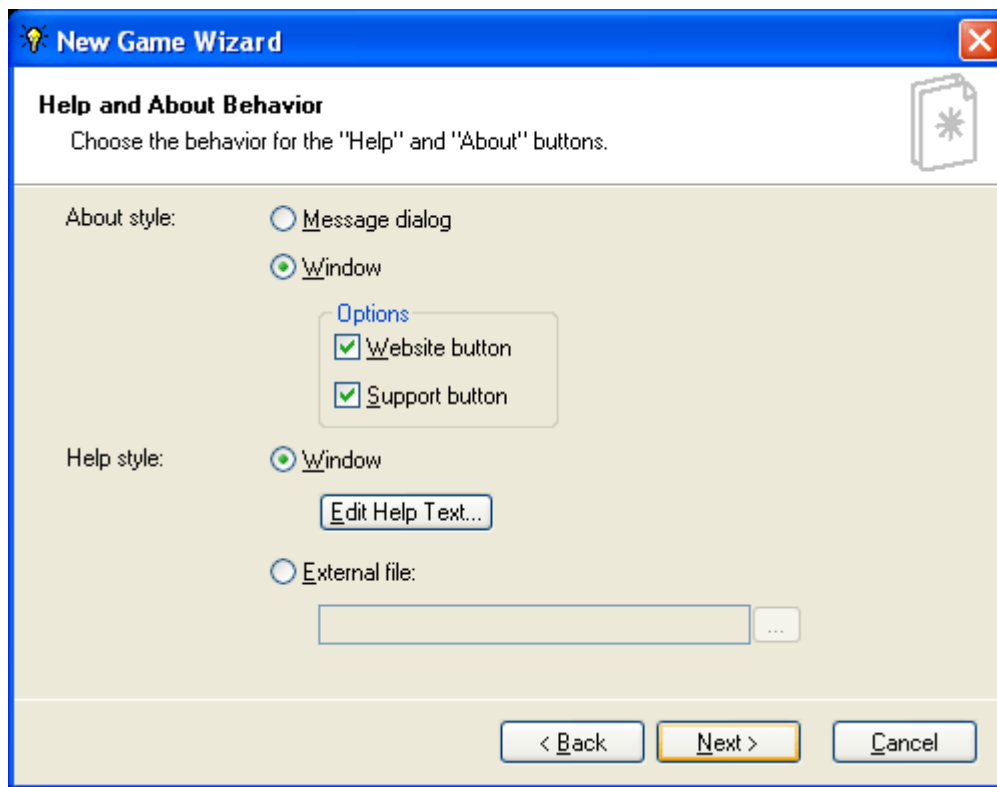 New Game Wizard
Help and About Behavior
Choose the behavior for the "Help" and "About" buttons.
About style:
Message dialog
Window
Options
Website button
Support button
Help style:
Window
Edit Help Text...
External file:
...
< Back
Next >
Cancel